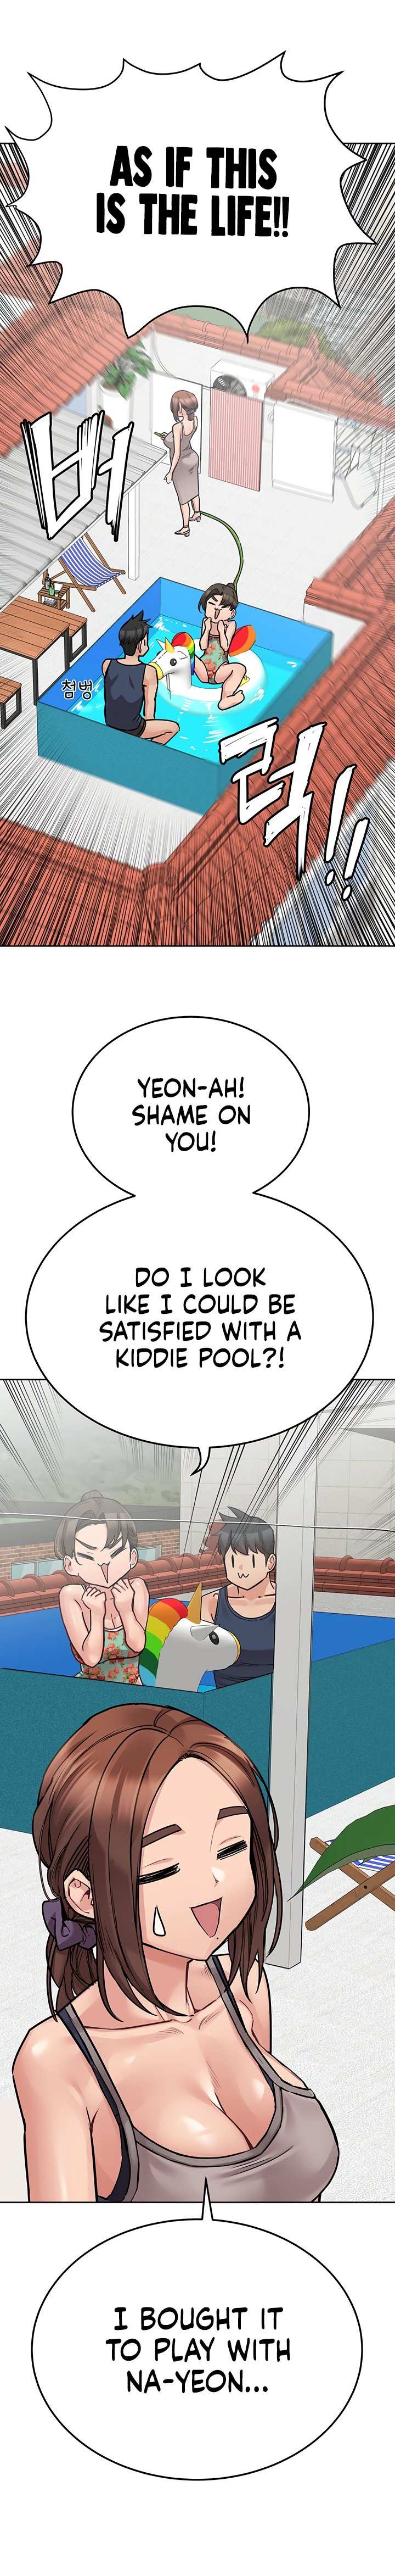 AS IF THIS
IS THE LIFE!!
버
첨벙
럭!!
YEON-AH!
SHAME ON
YOU!
DO I LOOK
LIKE I COULD BE
SATISFIED WITH A
KIDDIE POOL?!
I BOUGHT IT
TO PLAY WITH
NA-YEON...